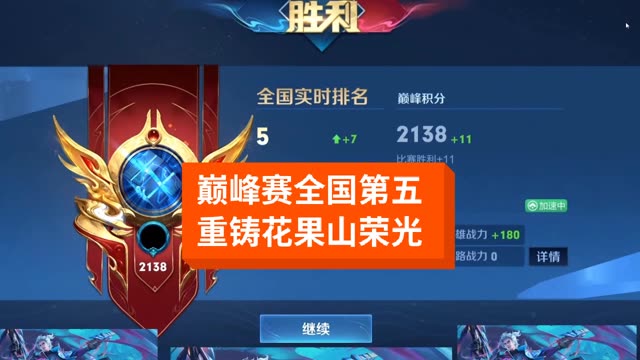 胜利
全国实时排名
巅峰积分
5
+7
2138 +11
比赛胜利+11
巅峰赛全国第五
重铸花果山荣光
加速中
2138
雄战力 +180
路战力 0
详情
继续